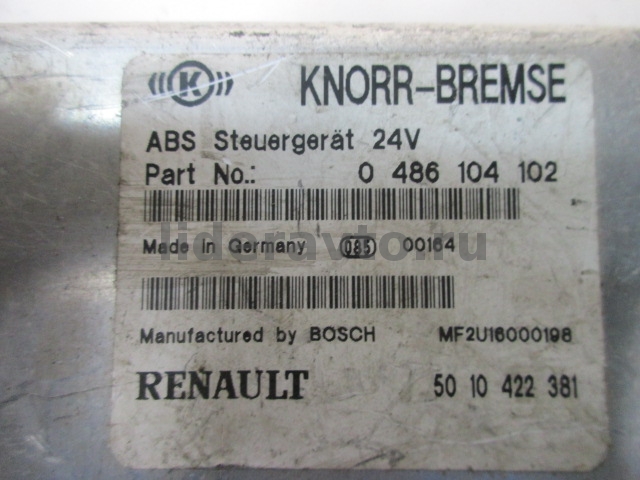 K KNORR-BREMSE
ABS Steuergerät 24V
Part No.: 0 486 104 102
Made in Germany 085 00164
Manufactured by BOSCH MF2U16000198
RENAULT 50 10 422 381
lideravto.ru